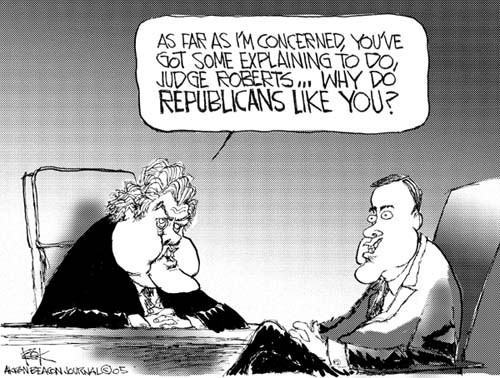 AS FAR AS I'M CONCERNED, YOU'VE
GOT SOME EXPLAINING TO DO,
JUDGE ROBERTS... WHY DO
REPUBLICANS LIKE YOU?
BOK
AKRON BEACON JOURNAL © 05